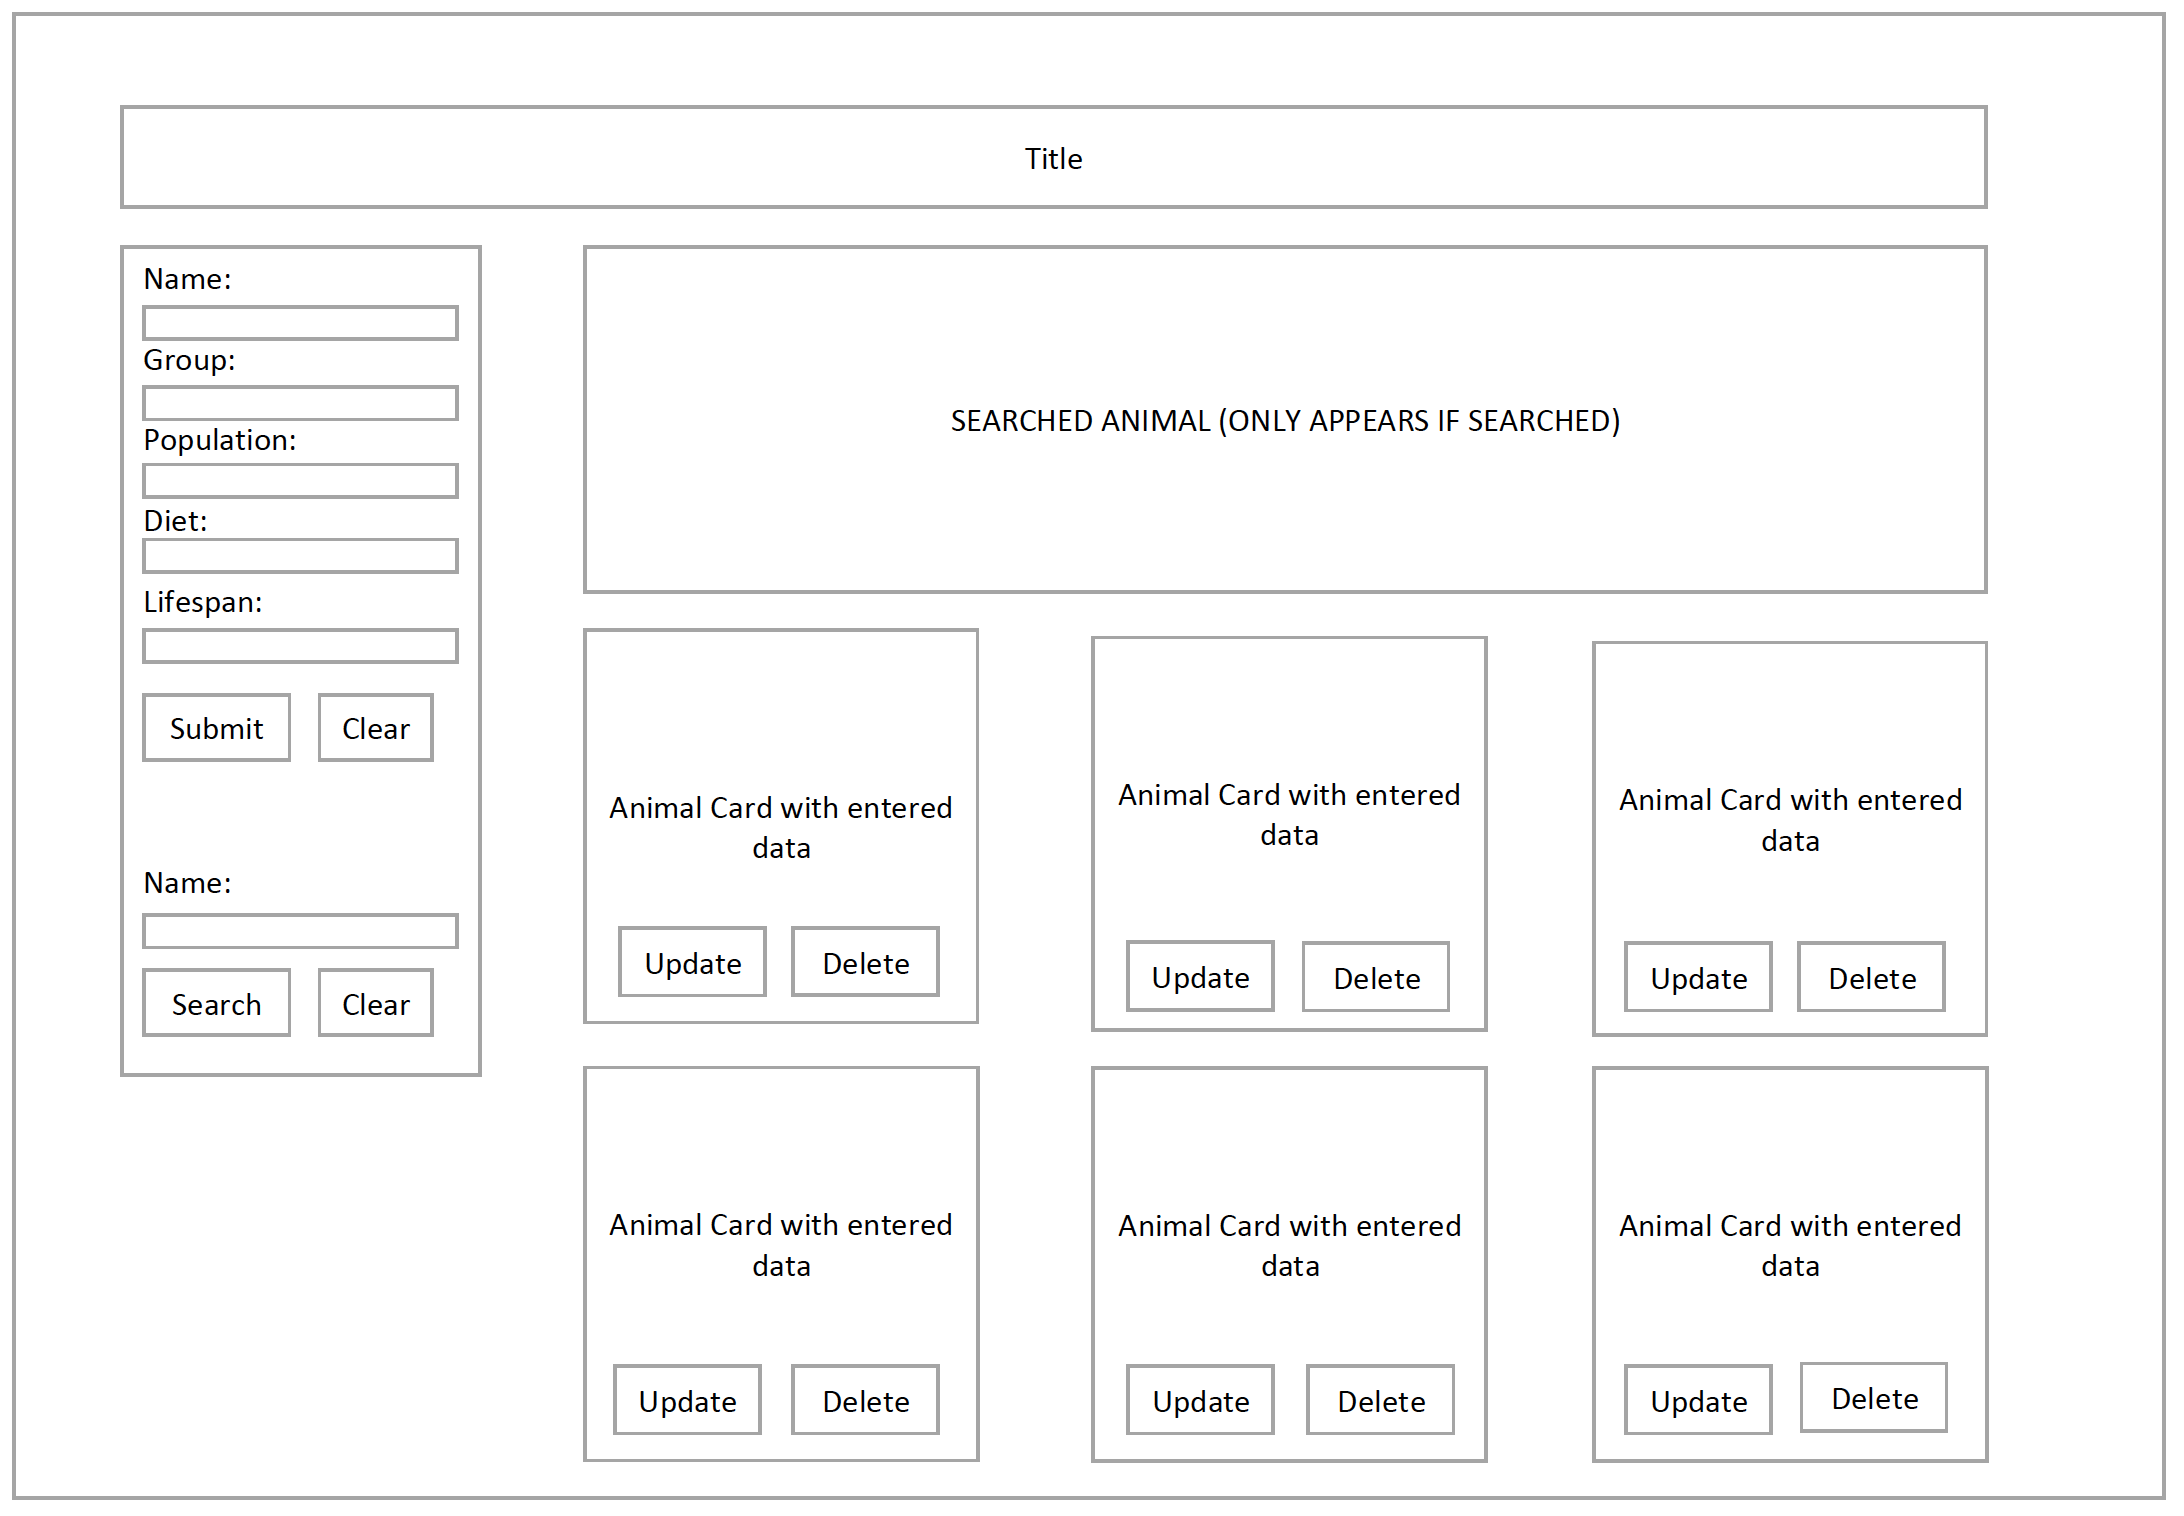 Title
Name:
Group:
Population:
Diet:
Lifespan:
Submit
Clear
Name:
Search
Clear
SEARCHED ANIMAL (ONLY APPEARS IF SEARCHED)
Animal Card with entered
data
Update
Delete
Animal Card with entered
data
Update
Delete
Animal Card with entered
data
Update
Delete
Animal Card with entered
data
Update
Delete
Animal Card with entered
data
Update
Delete
Animal Card with entered
data
Update
Delete